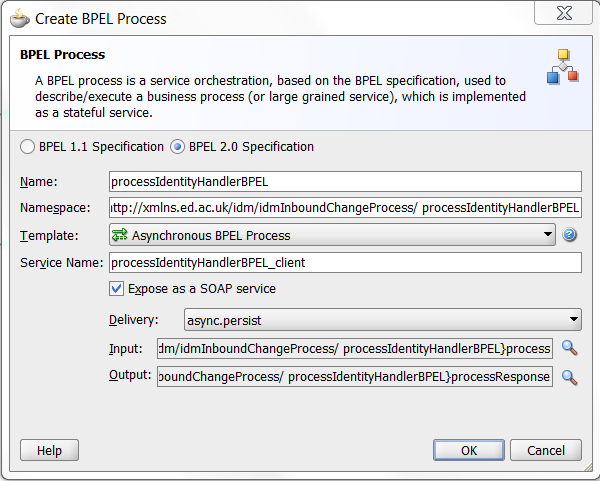 Create BPEL Process
BPEL Process
A BPEL process is a service orchestration, based on the BPEL specification, used to
describe/execute a business process (or large grained service), which is implemented
as a stateful service.
BPEL 1.1 Specification BPEL 2.0 Specification
Name: processIdentityHandlerBPEL
Namespace: http://xmlns.ed.ac.uk/idm/idmInboundChangeProcess/ processIdentityHandlerBPEL
Template: Asynchronous BPEL Process
Service Name: processIdentityHandlerBPEL_client
Expose as a SOAP service
Delivery: async.persist
Input: dm/idmInboundChangeProcess/ processIdentityHandlerBPEL}process
Output: boundChangeProcess/ processIdentityHandlerBPEL}processResponse
Help OK Cancel